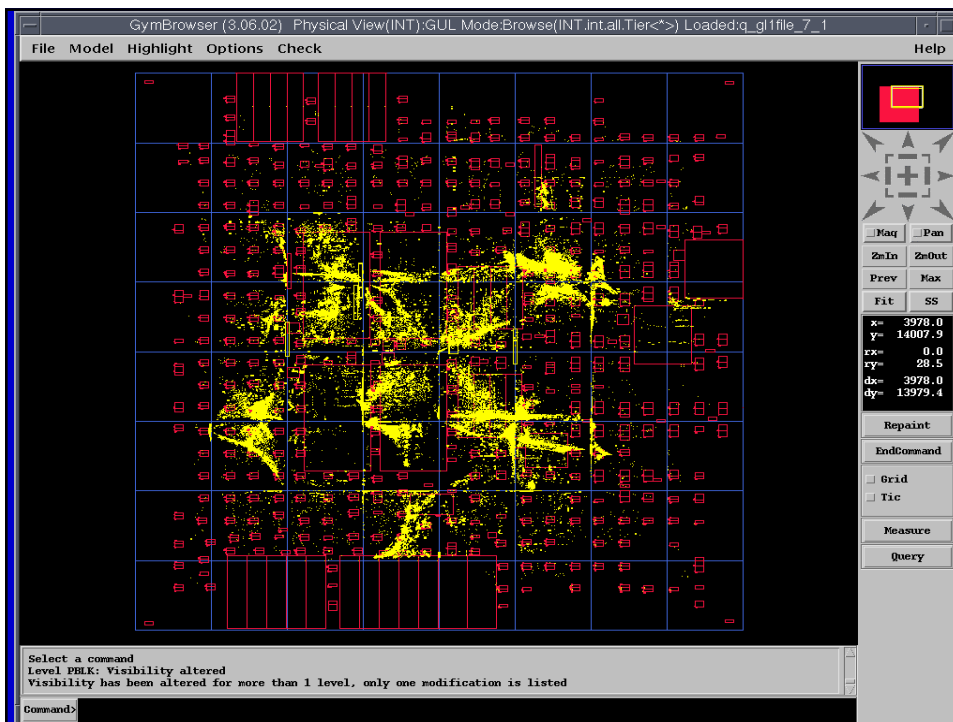 GymBrowser (3.06.02) Physical View(INT):GUL Mode:Browse(INT.int.all.Tier<*>) Loaded:q_gl1file_7_1
File Model Highlight Options Check Help
Maq Pan
ZmIn ZmOut
Prev Max
Fit SS
x= 3978.0
y= 14007.9
rx= 0.0
ry= 28.5
dx= 3978.0
dy= 13979.4
Repaint
EndCommand
Grid
Tic
Measure
Query
Select a command
Level PBLK: Visibility altered
Visibility has been altered for more than 1 level, only one modification is listed
Command>